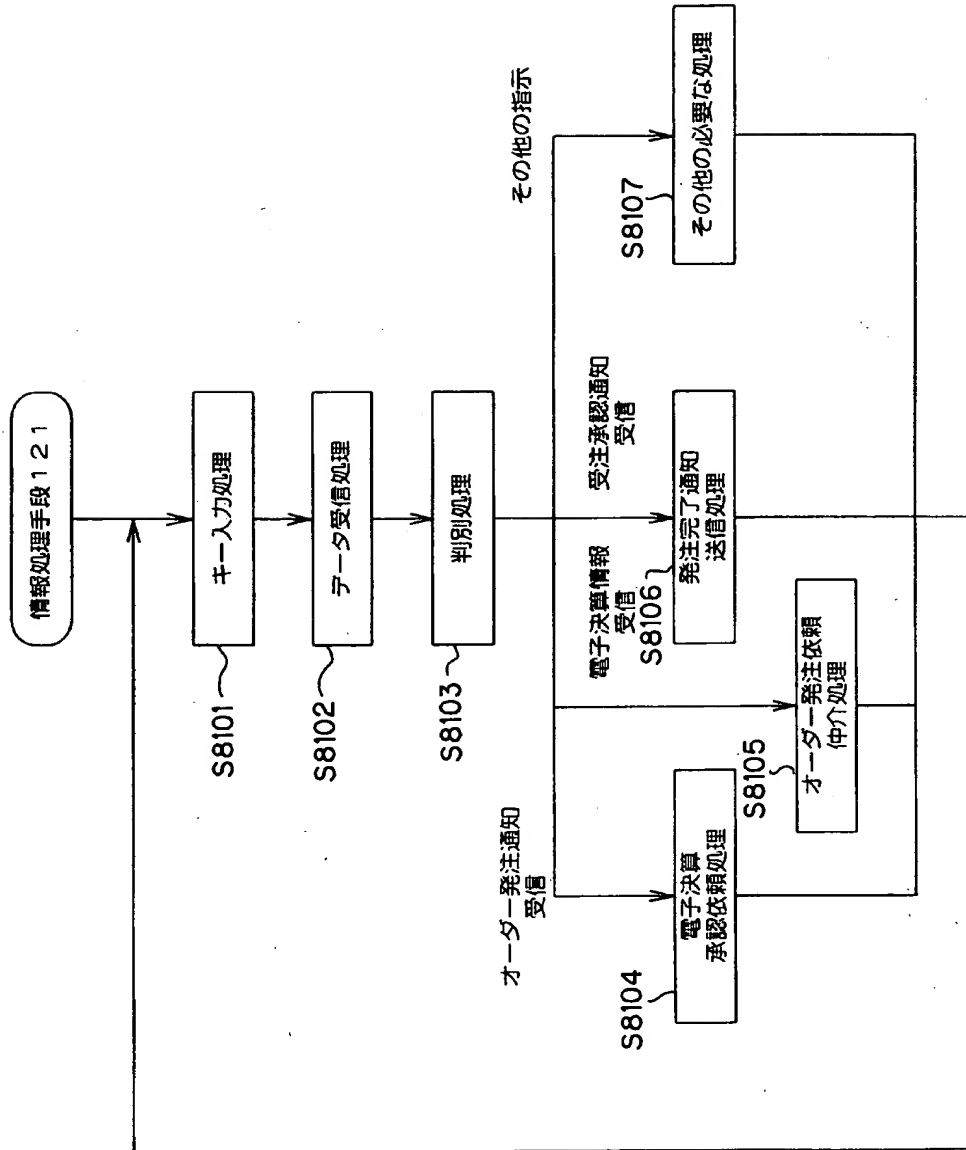 情報処理手段121
キー入力処理
S8101
データ受信処理
S8102
判別処理
S8103
オーダー発注通知
受信
電子決算情報
受信
受注承認通知
受信
その他の指示
電子決算
承認依頼処理
S8104
オーダー発注依頼
仲介処理
S8105
発注完了通知
送信処理
S8106
その他の必要な処理
S8107